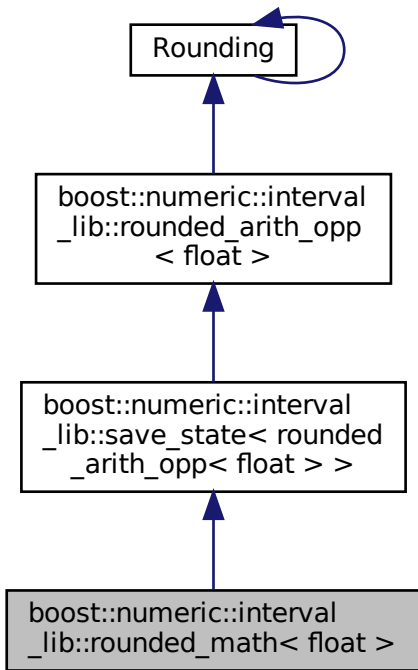 Rounding
boost::numeric::interval
_lib::rounded_arith_opp
< float >
boost::numeric::interval
_lib::save_state< rounded
_arith_opp< float > >
boost::numeric::interval
_lib::rounded_math< float >